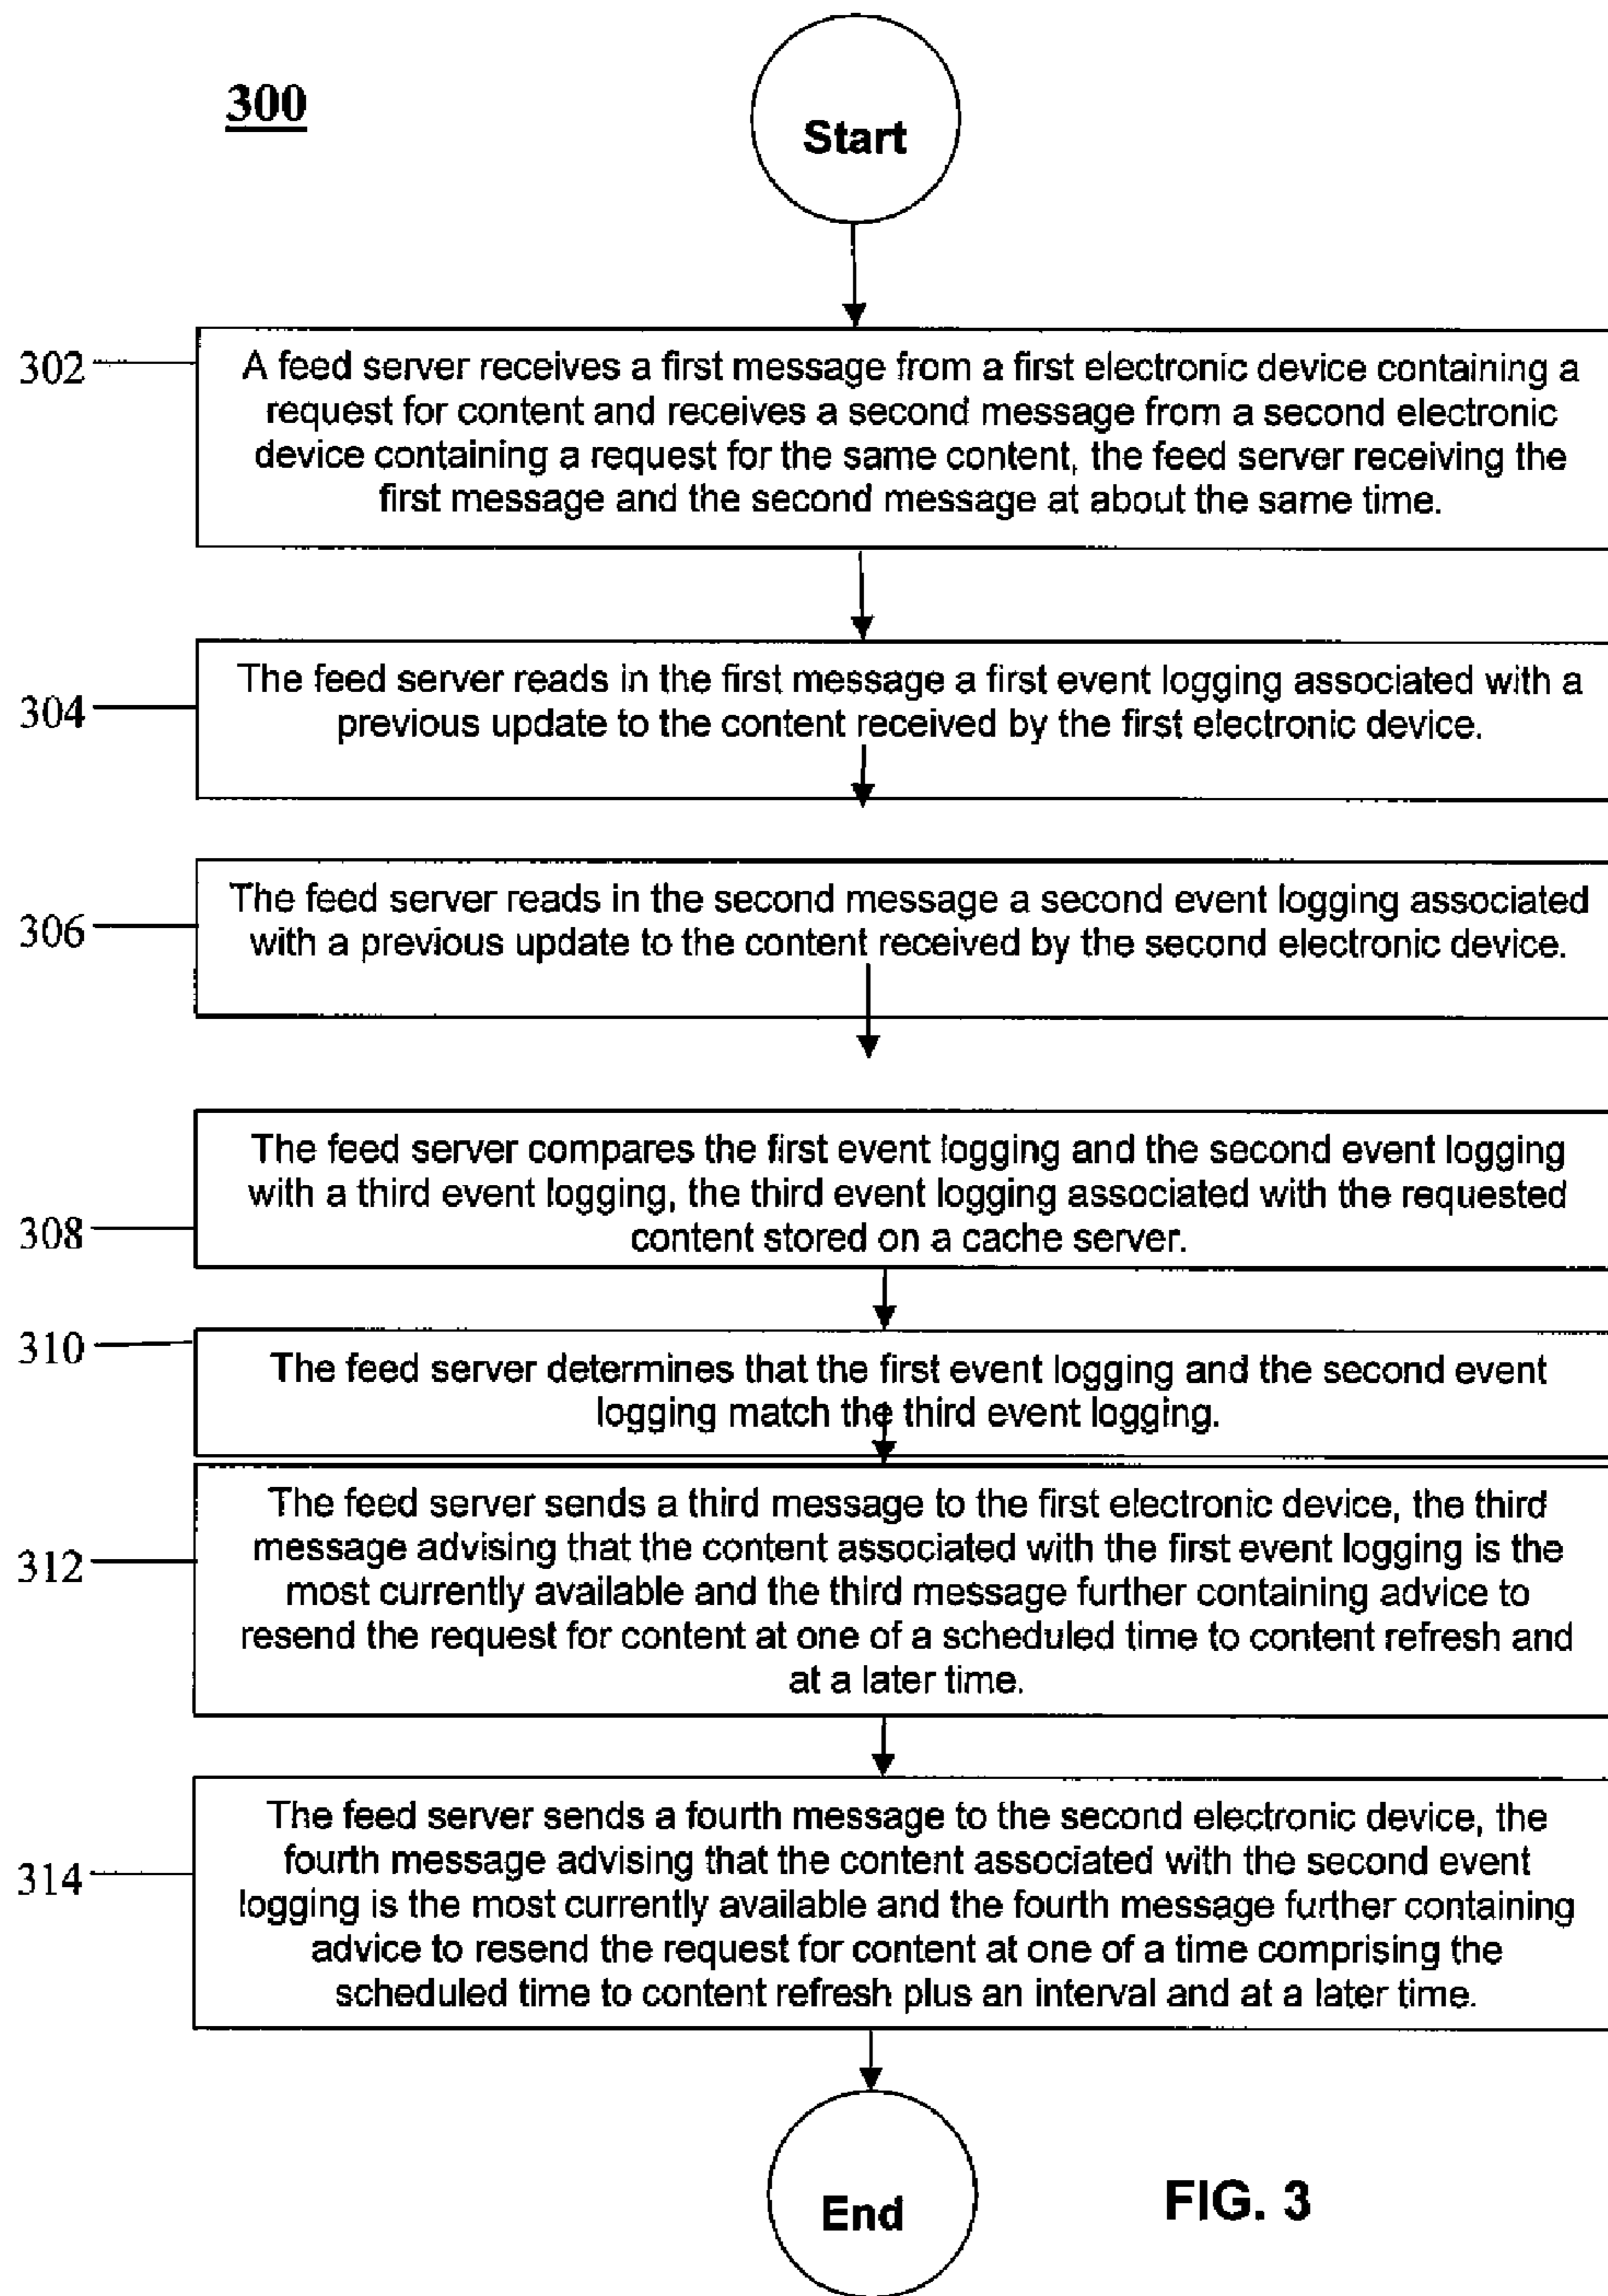 300
Start
302
A feed server receives a first message from a first electronic device containing a
request for content and receives a second message from a second electronic
device containing a request for the same content, the feed server receiving the
first message and the second message at about the same time.
304
The feed server reads in the first message a first event logging associated with a
previous update to the content received by the first electronic device.
306
The feed server reads in the second message a second event logging associated
with a previous update to the content received by the second electronic device.
308
The feed server compares the first event logging and the second event logging
with a third event logging, the third event logging associated with the requested
content stored on a cache server.
310
The feed server determines that the first event logging and the second event
logging match the third event logging.
312
The feed server sends a third message to the first electronic device, the third
message advising that the content associated with the first event logging is the
most currently available and the third message further containing advice to
resend the request for content at one of a scheduled time to content refresh and
at a later time.
314
The feed server sends a fourth message to the second electronic device, the
fourth message advising that the content associated with the second event
logging is the most currently available and the fourth message further containing
advice to resend the request for content at one of a time comprising the
scheduled time to content refresh plus an interval and at a later time.
End
FIG. 3